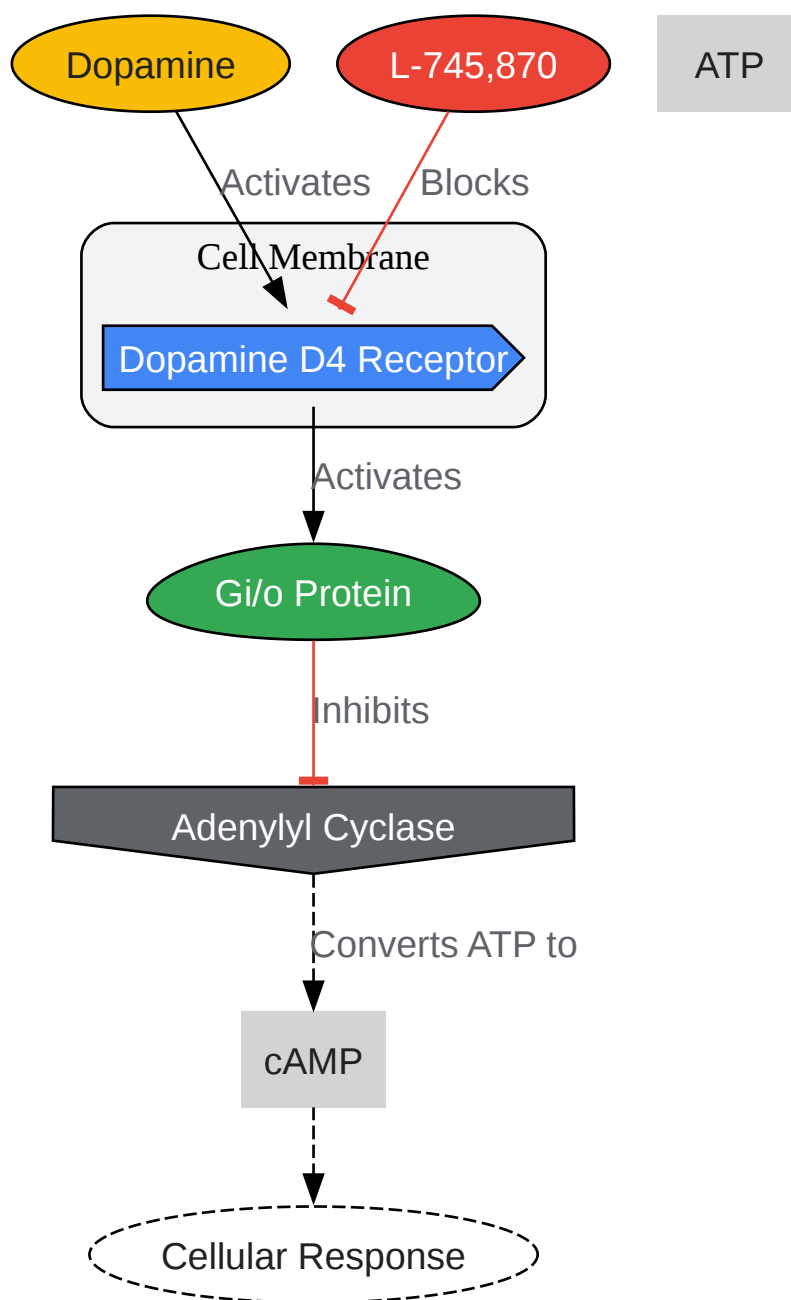 Dopamine
L-745,870
ATP
Activates
Blocks
Cell Membrane
Dopamine D4 Receptor
Activates
Gi/o Protein
Inhibits
Adenylyl Cyclase
Converts ATP to
cAMP
Cellular Response